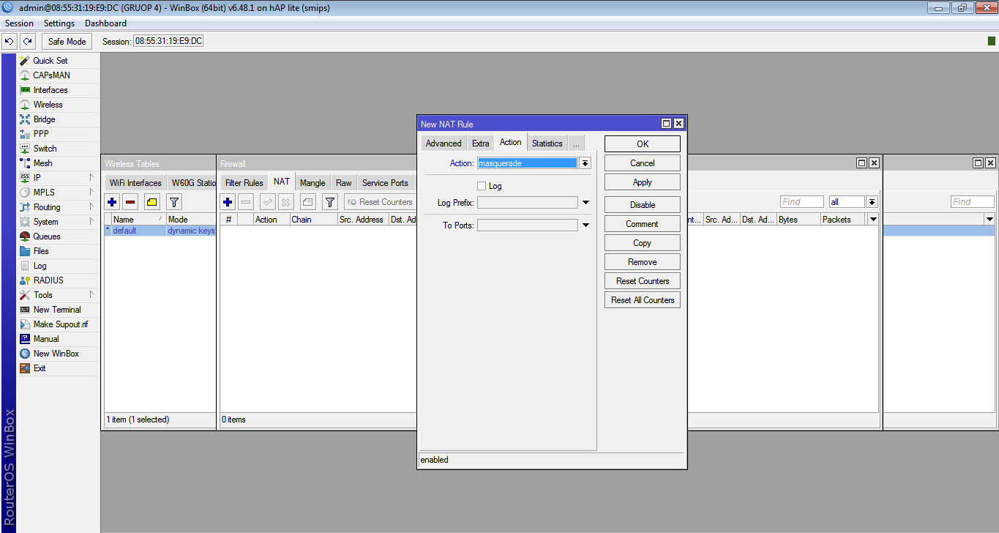 admin@08:55:31:19:E9:DC (GRUOP 4) - WinBox (64bit) v6.48.1 on hAP lite (smips)
Session Settings Dashboard
Safe Mode Session: 08:55:31:19:E9:DC
Quick Set
CAPsMAN
Interfaces
Wireless
Bridge
PPP
Switch
Mesh
IP
MPLS
Routing
System
Queues
Files
Log
RADIUS
Tools
New Terminal
Make Supout.rif
Manual
New WinBox
Exit
RouterOS WinBox
Wireless Tables
WiFi Interfaces W60G Statio
Name Mode
* default dynamic keys
1 item (1 selected)
Firewall
Filter Rules NAT Mangle Raw Service Ports
Reset Counters
Find all
# Action Chain Src. Address Dst. Ad
nt... Src. Ad... Dst. Ad... Bytes Packets
0 items
Find
New NAT Rule
Advanced Extra Action Statistics ...
Action: masquerade
Log
Log Prefix:
To Ports:
OK
Cancel
Apply
Disable
Comment
Copy
Remove
Reset Counters
Reset All Counters
enabled